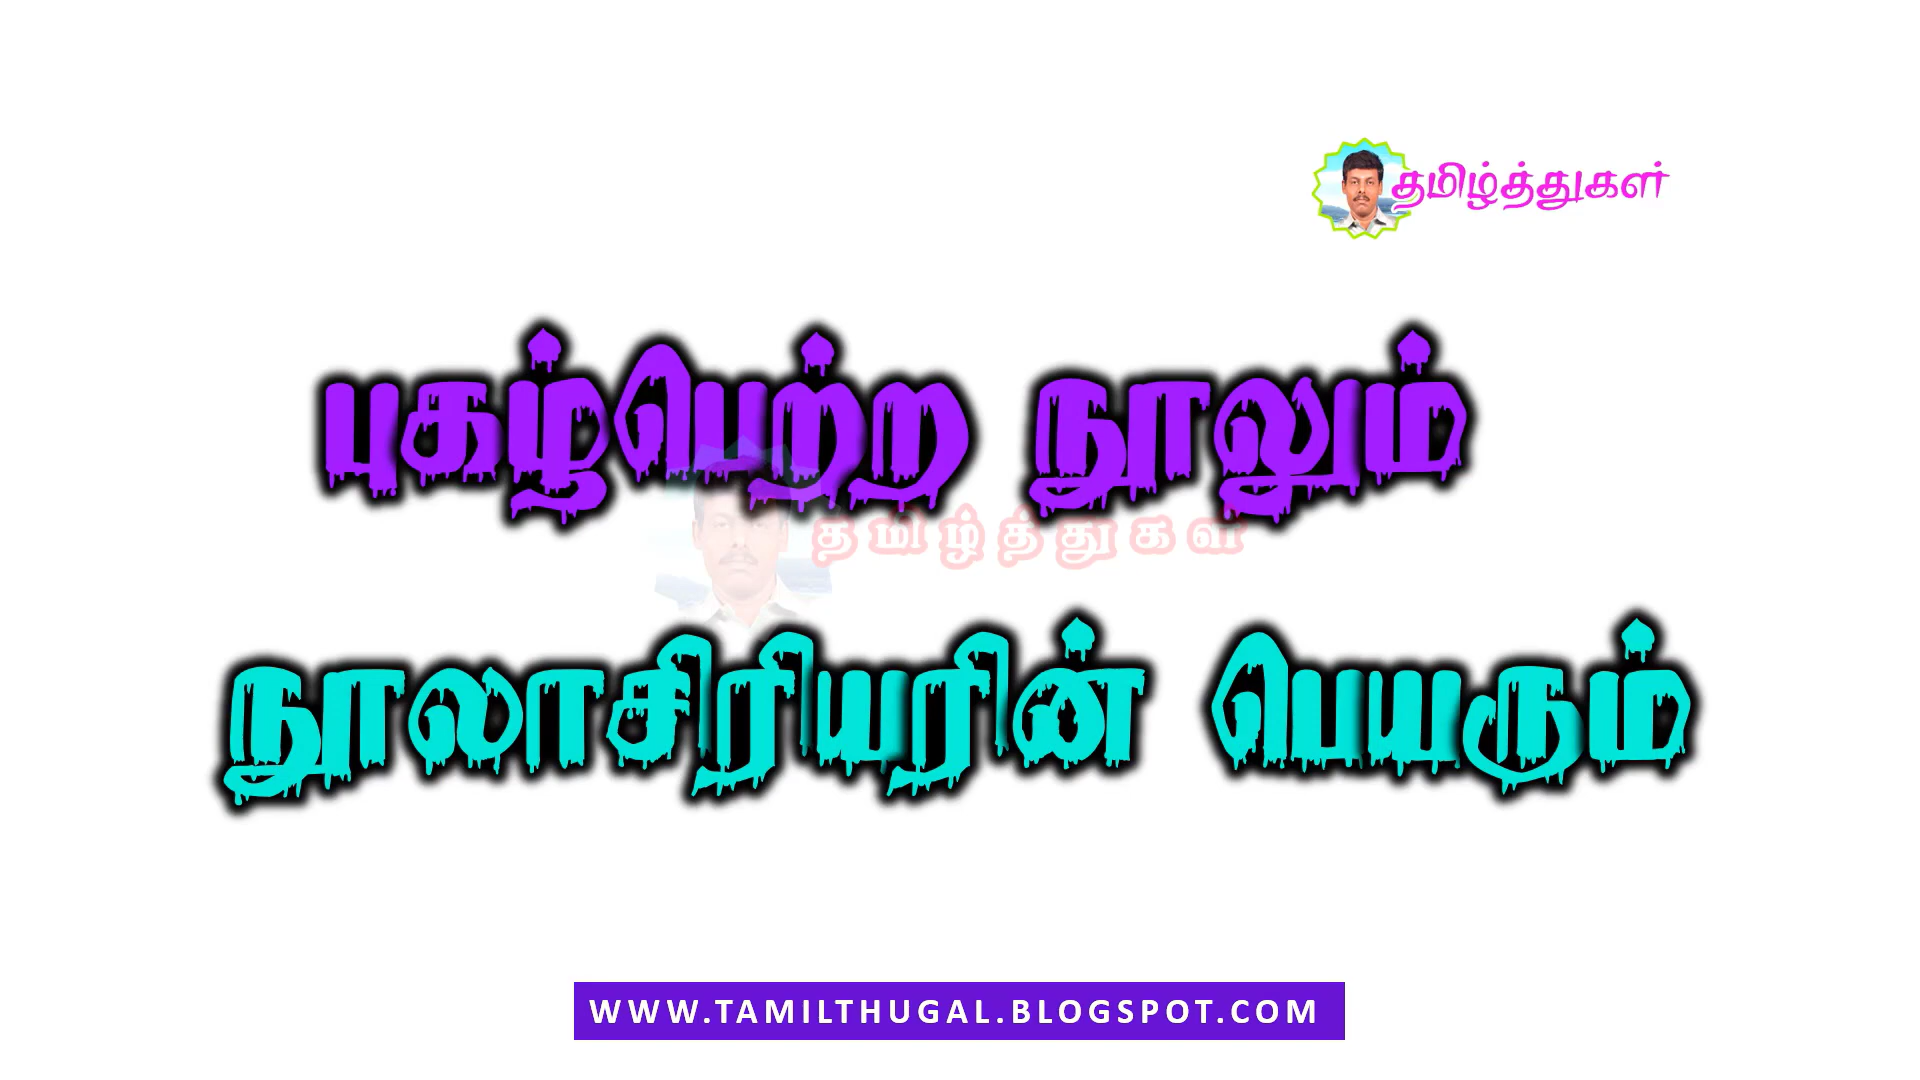 தமிழ்த்துகள்
புகழ்பெற்ற நூலும்
தமிழ்த்துகள்
நூலாசிரியரின் பெயரும்
WWW.TAMILTHUGAL.BLOGSPOT.COM